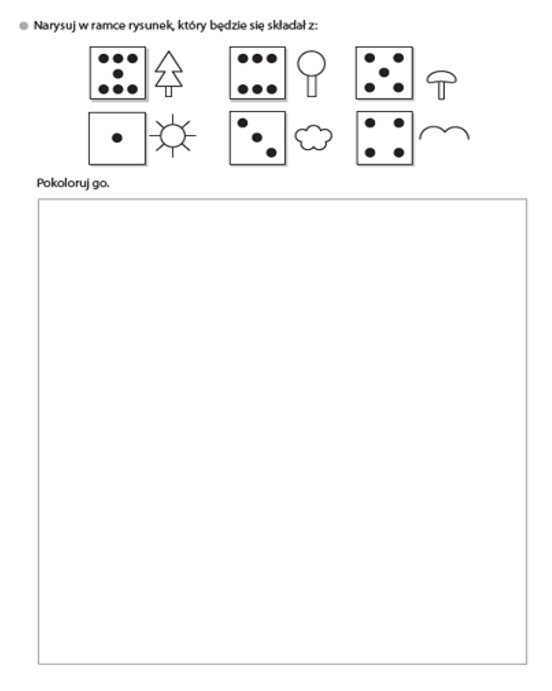 Narysuj w ramce rysunek, który będzie się składał z:
Pokoloruj go.